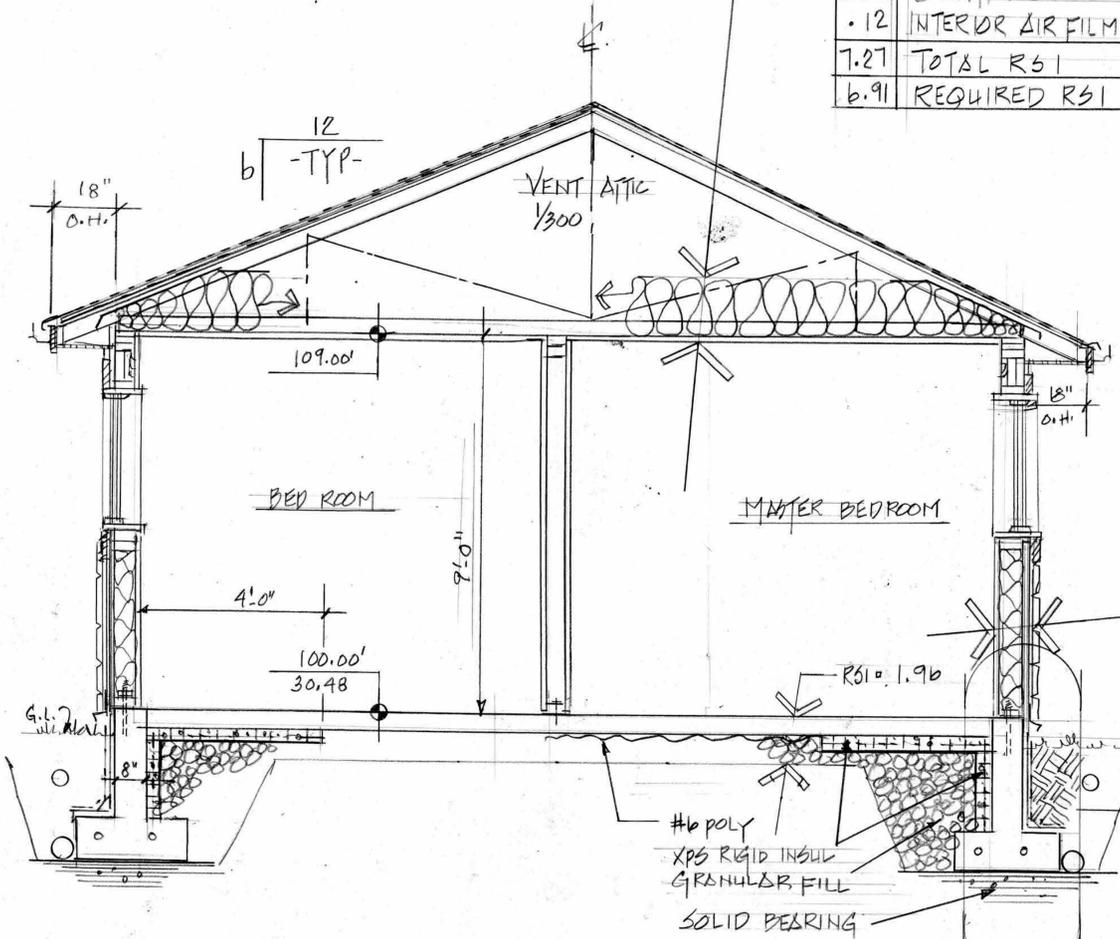 .12 INTERIOR AIR FILM
7.27 TOTAL RSI
6.91 REQUIRED RSI
12
6 -TYP-
18"
O.H.
VENT ATTIC
1/300
109.00'
18"
O.H.
BED ROOM
MASTER BEDROOM
9'-0"
4'-0"
100.00'
30.48
RSI = 1.96
G.L.
8"
#6 POLY
XPS RIGID INSUL
GRANULAR FILL
SOLID BEARING